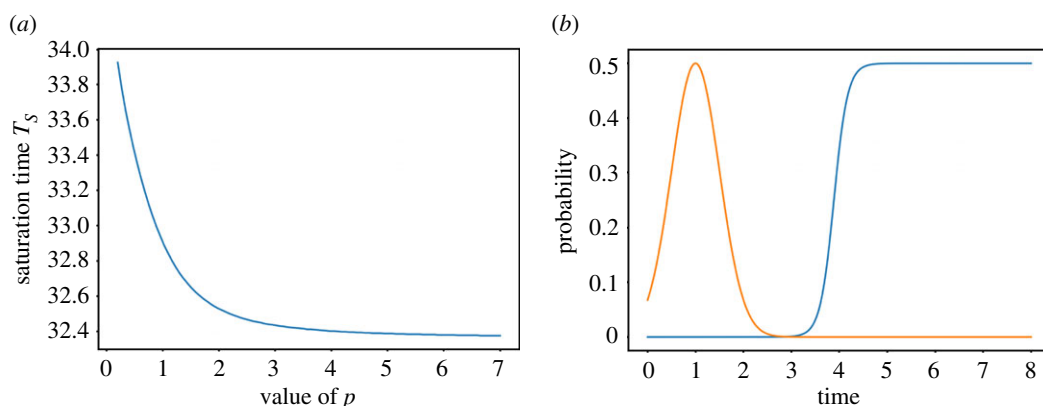 (a)
34.0
33.8
33.6
33.4
33.2
33.0
32.8
32.6
32.4
saturation time T_S
0 1 2 3 4 5 6 7
value of p
(b)
0.5
0.4
0.3
0.2
0.1
0
probability
0 1 2 3 4 5 6 7 8
time